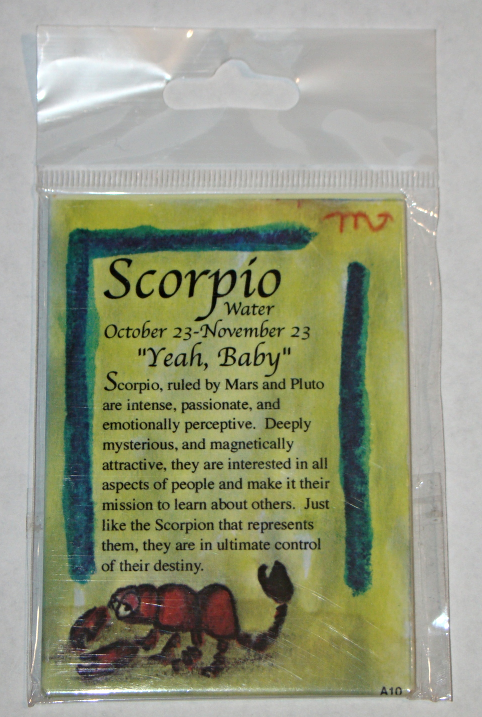 Scorpio
Water
October 23-November 23
"Yeah, Baby"
Scorpio, ruled by Mars and Pluto
are intense, passionate, and
emotionally perceptive. Deeply
mysterious, and magnetically
attractive, they are interested in all
aspects of people and make it their
mission to learn about others. Just
like the Scorpion that represents
them, they are in ultimate control
of their destiny.
A10